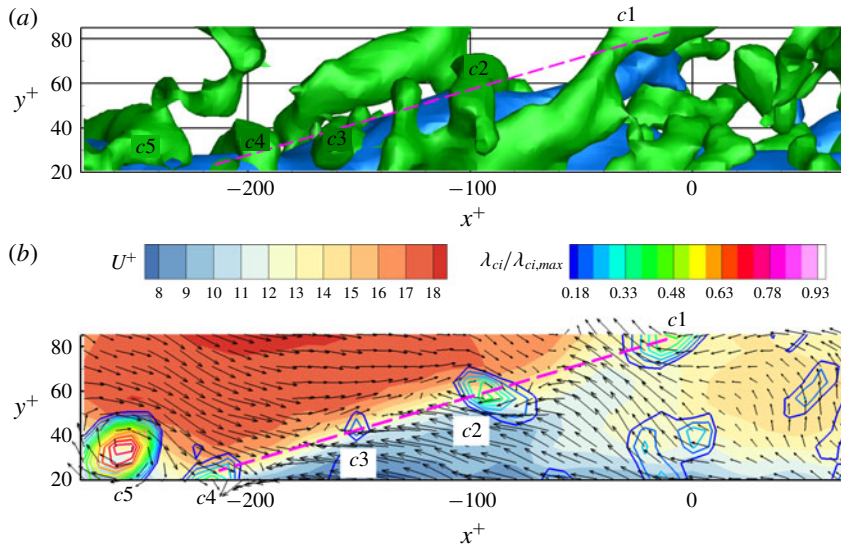 (a)
c1
80
60
y+
40
20
c2
c5
c4
c3
−200
−100
0
x+
(b)
U+
8 9 10 11 12 13 14 15 16 17 18
λci/λci,max
0.18 0.33 0.48 0.63 0.78 0.93
c1
80
60
y+
40
20
c2
c3
c5
c4
−200
−100
0
x+